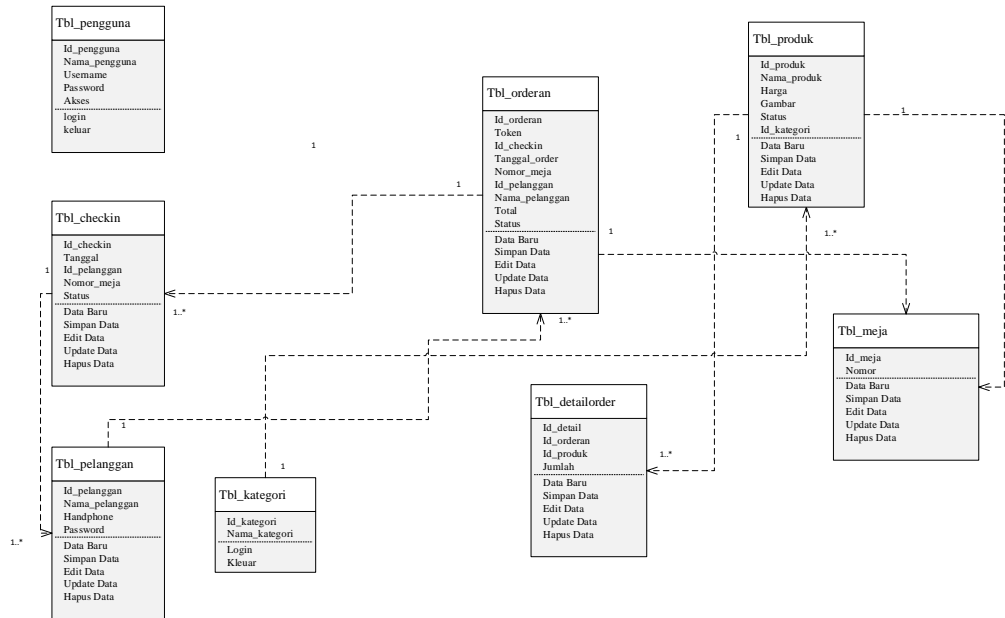 Tbl_pengguna
Id_pengguna
Nama_pengguna
Username
Password
Akses
login
keluar
1
Tbl_checkin
Id_checkin
Tanggal
Id_pelanggan
Nomor_meja
Status
Data Baru
Simpan Data
Edit Data
Update Data
Hapus Data
1
1..*
Tbl_pelanggan
Id_pelanggan
Nama_pelanggan
Handphone
Password
Data Baru
Simpan Data
Edit Data
Update Data
Hapus Data
1..*
1
Tbl_kategori
Id_kategori
Nama_kategori
Login
Kleuar
1
Tbl_orderan
Id_orderan
Token
Id_checkin
Tanggal_order
Nomor_meja
Id_pelanggan
Nama_pelanggan
Total
Status
Data Baru
Simpan Data
Edit Data
Update Data
Hapus Data
1
1
1..*
Tbl_detailorder
Id_detail
Id_orderan
Id_produk
Jumlah
Data Baru
Simpan Data
Edit Data
Update Data
Hapus Data
1..*
Tbl_produk
Id_produk
Nama_produk
Harga
Gambar
Status
Id_kategori
Data Baru
Simpan Data
Edit Data
Update Data
Hapus Data
1
1
1..*
Tbl_meja
Id_meja
Nomor
Data Baru
Simpan Data
Edit Data
Update Data
Hapus Data